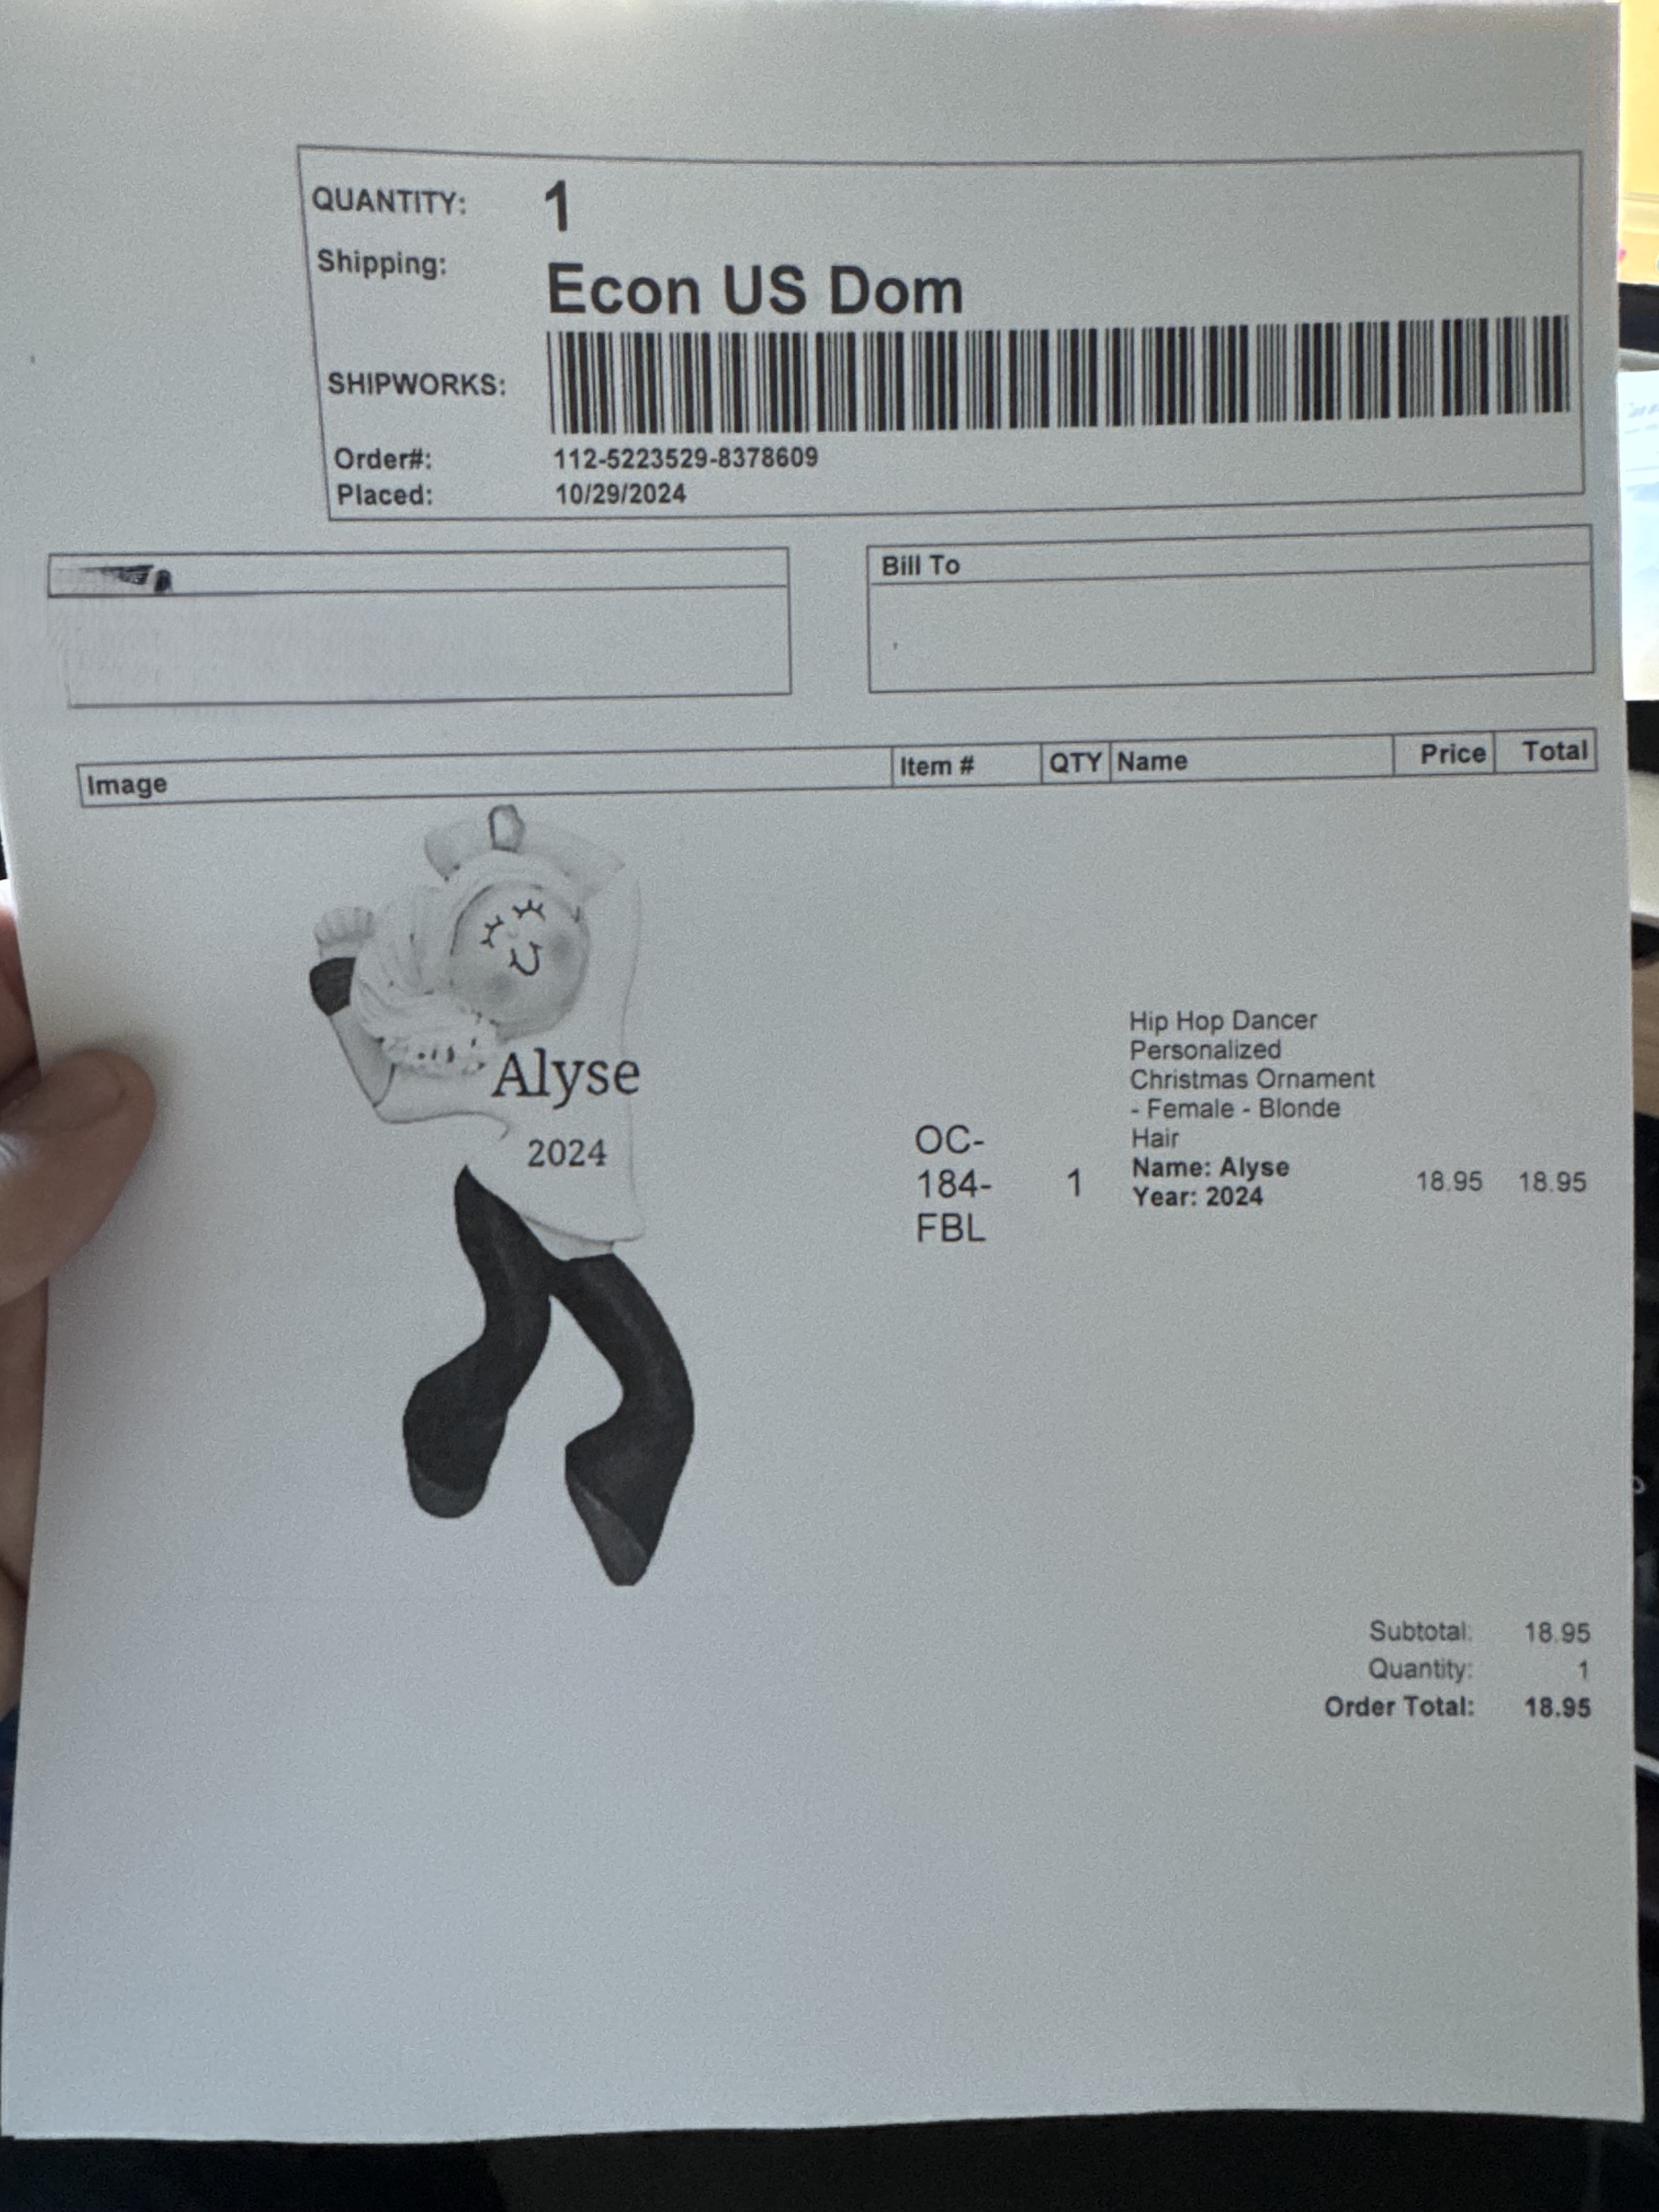 QUANTITY: 1
Shipping: Econ US Dom
SHIPWORKS:
Order#: 112-5223529-8378609
Placed: 10/29/2024
Bill To
Image Item # QTY Name Price Total
Alyse
2024
OC-
184-
FBL
1
Hip Hop Dancer
Personalized
Christmas Ornament
- Female - Blonde
Hair
Name: Alyse
Year: 2024
18.95 18.95
Subtotal: 18.95
Quantity: 1
Order Total: 18.95